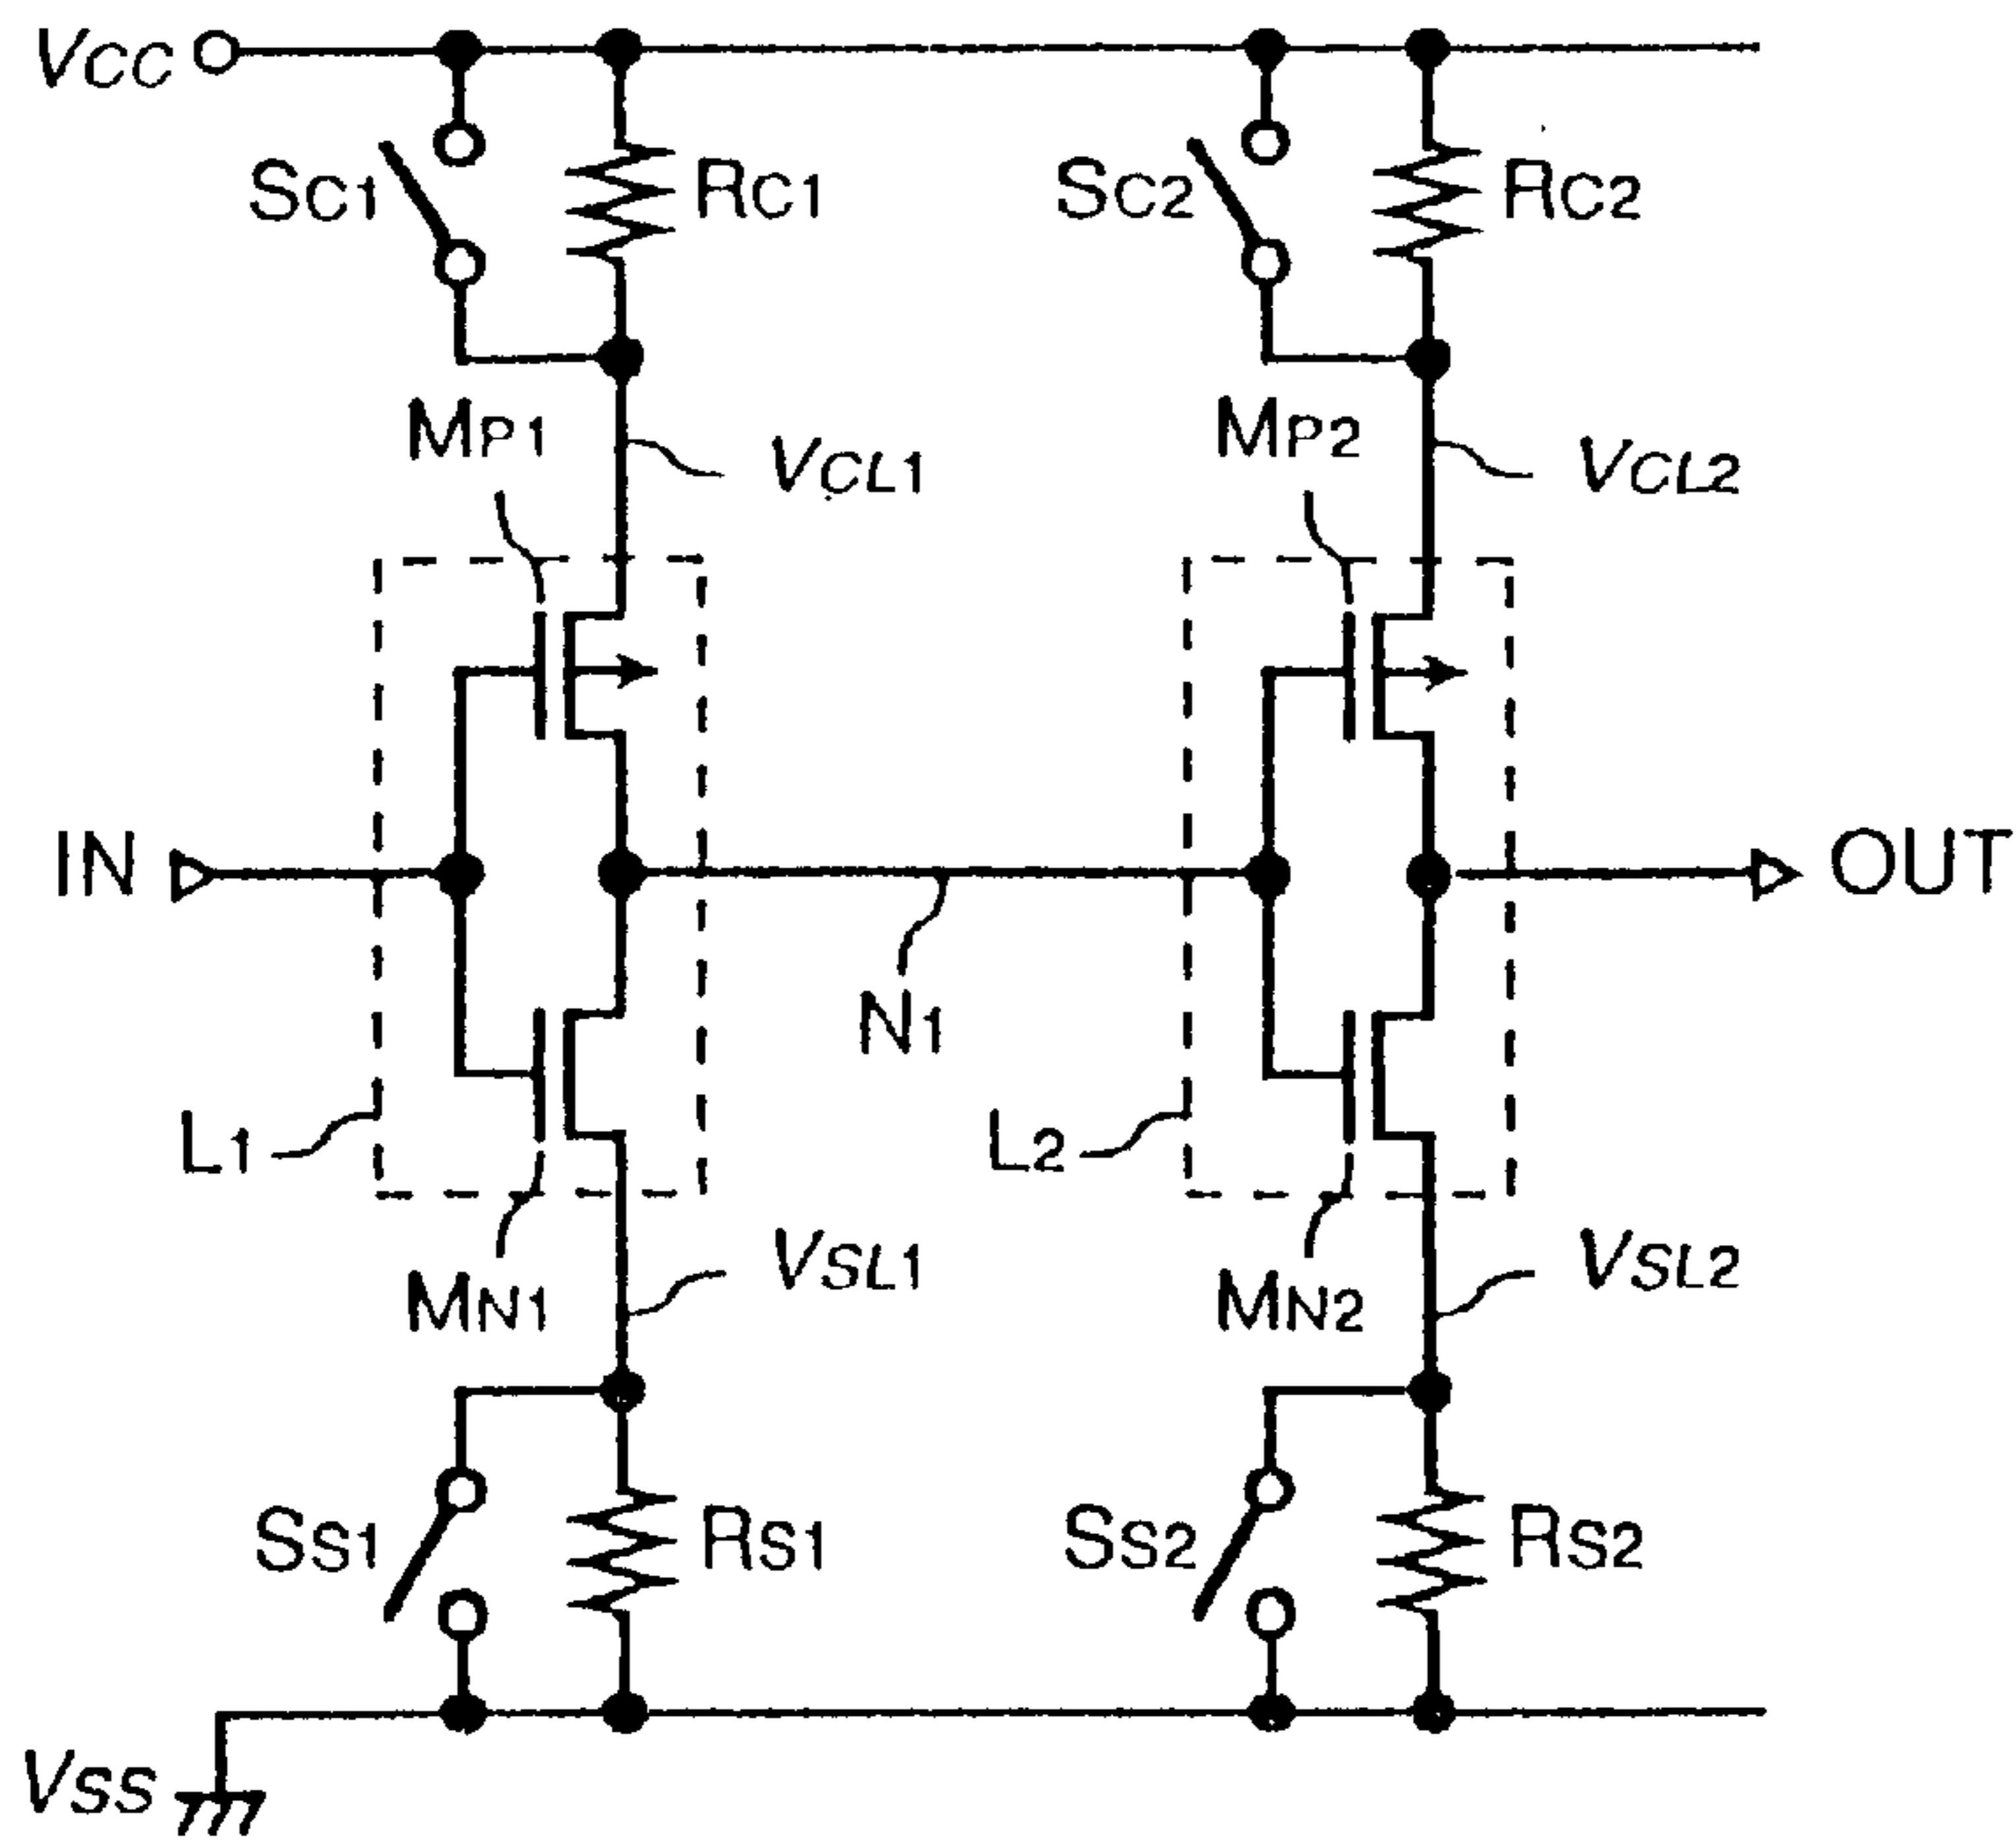 VCC
SC1
RC1
SC2
RC2
MP1
VCL1
MP2
VCL2
IN
OUT
N1
L1
L2
MN1
VSL1
MN2
VSL2
SS1
RS1
SS2
RS2
VSS